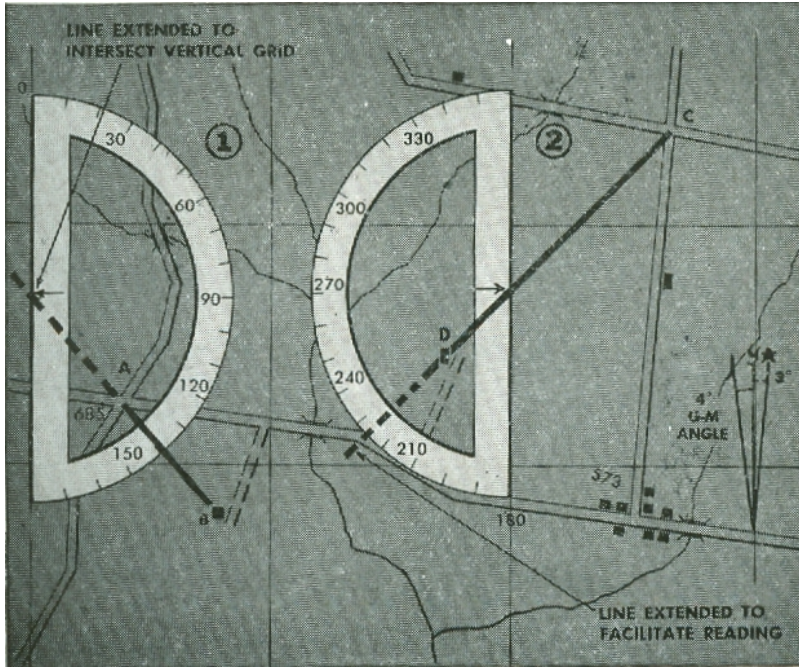 LINE EXTENDED TO
INTERSECT VERTICAL GRID
0
30
60
90
120
150
1
2
330
300
270
240
210
180
A
B
C
D
685
573
3°
4°
G-M
ANGLE
LINE EXTENDED TO
FACILITATE READING